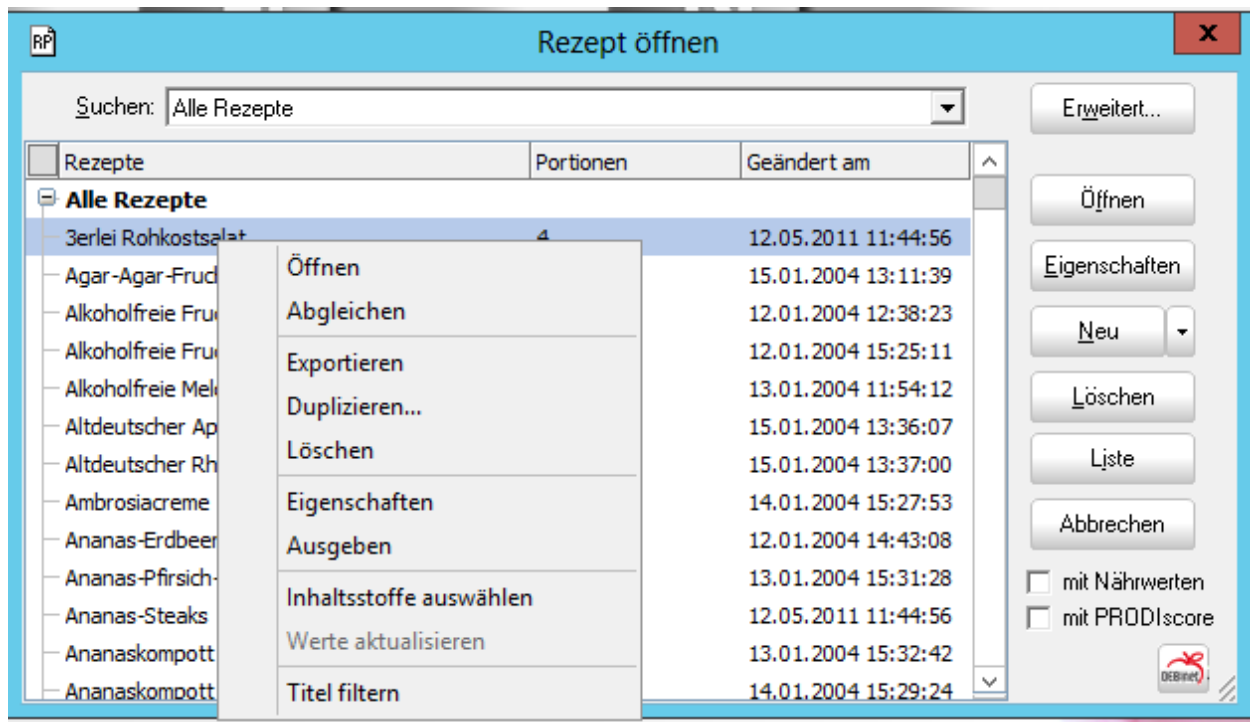 RP
Rezept öffnen
x
Suchen: Alle Rezepte
Erweitert...
Rezepte Portionen Geändert am
Alle Rezepte
3erlei Rohkostsalat 4 12.05.2011 11:44:56
Agar-Agar-Fruc 15.01.2004 13:11:39
Alkoholfreie Fru 12.01.2004 12:38:23
Alkoholfreie Fru 12.01.2004 15:25:11
Alkoholfreie Mel 13.01.2004 11:54:12
Altdeutscher Ap 15.01.2004 13:36:07
Altdeutscher Rh 15.01.2004 13:37:00
Ambrosiacreme 14.01.2004 15:27:53
Ananas-Erdbeer 12.01.2004 14:43:08
Ananas-Pfirsich- 13.01.2004 15:31:28
Ananas-Steaks 12.05.2011 11:44:56
Ananaskompott 13.01.2004 15:32:42
Ananaskompott 14.01.2004 15:29:24
Öffnen
Abgleichen
Exportieren
Duplizieren...
Löschen
Eigenschaften
Ausgeben
Inhaltsstoffe auswählen
Werte aktualisieren
Titel filtern
Öffnen
Eigenschaften
Neu
Löschen
Liste
Abbrechen
mit Nährwerten
mit PRODIscore
DEBInet